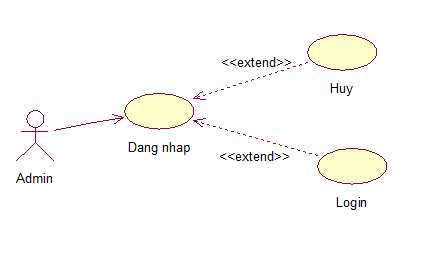 <<extend>>
Huy
Dang nhap
<<extend>>
Admin
Login